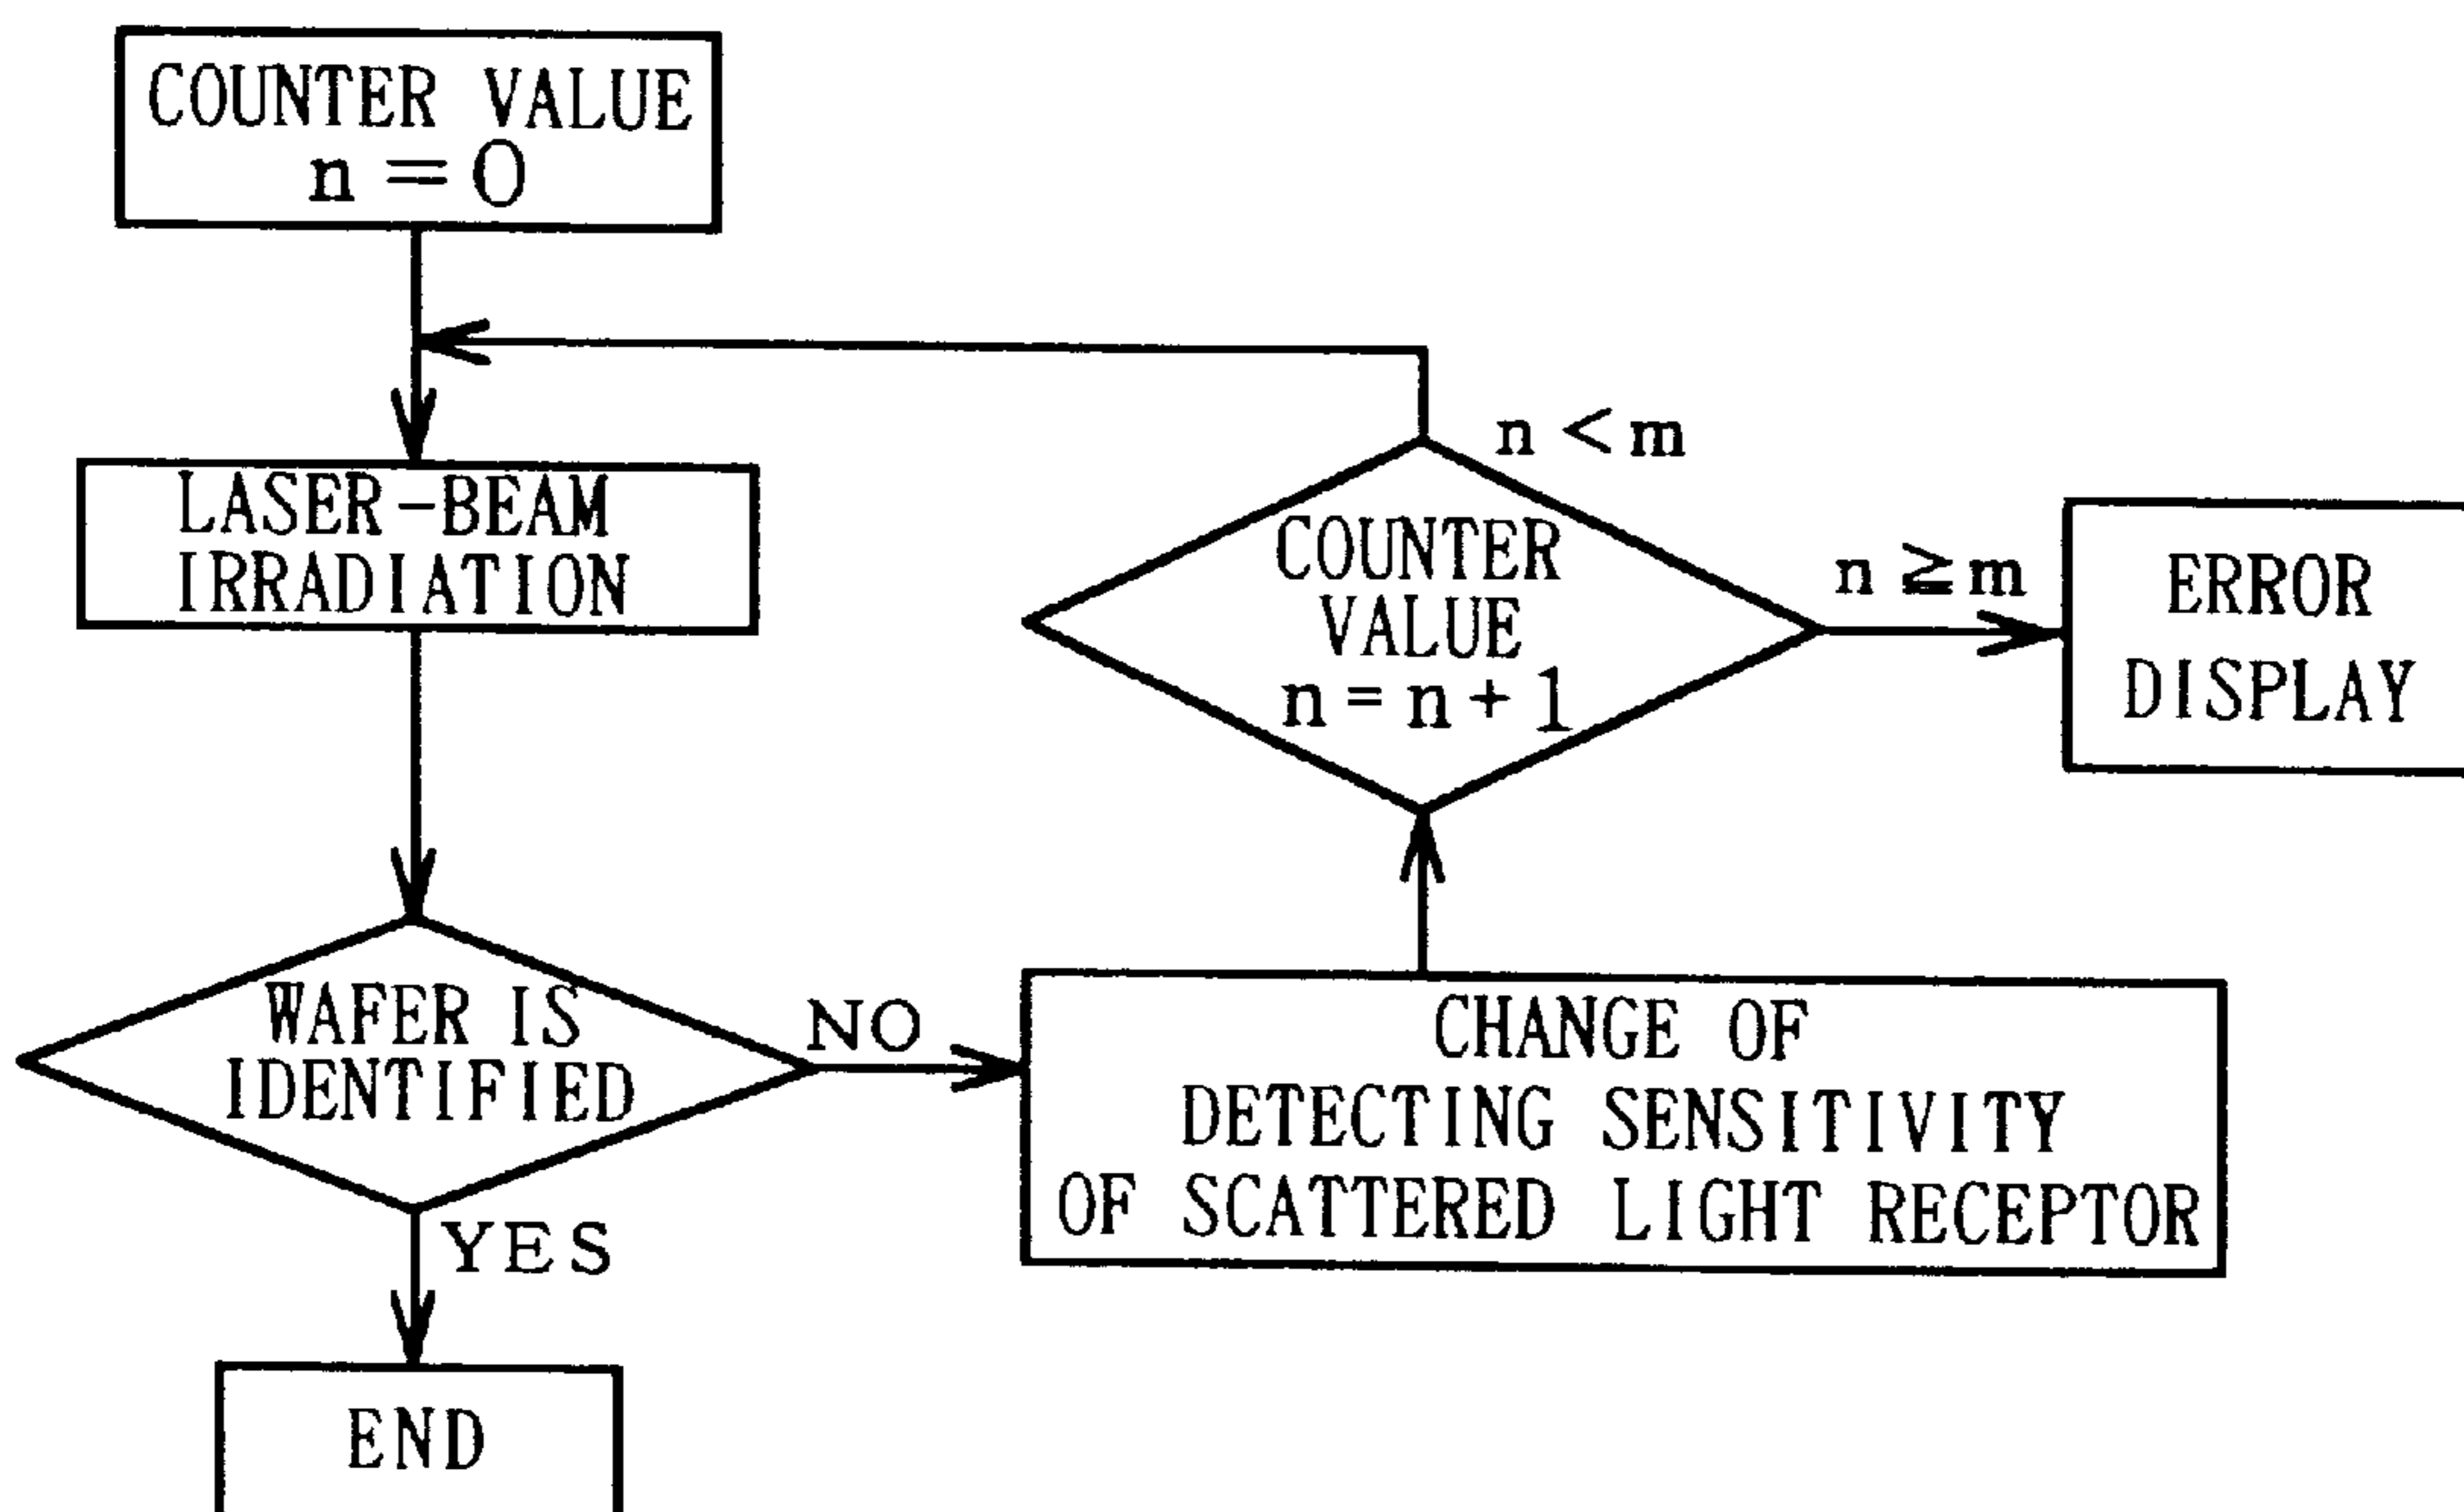 COUNTER VALUE
n = 0
LASER-BEAM
IRRADIATION
n < m
COUNTER
VALUE
n = n + 1
n ≧ m
ERROR
DISPLAY
WAFER IS
IDENTIFIED
NO
CHANGE OF
DETECTING SENSITIVITY
OF SCATTERED LIGHT RECEPTOR
YES
END